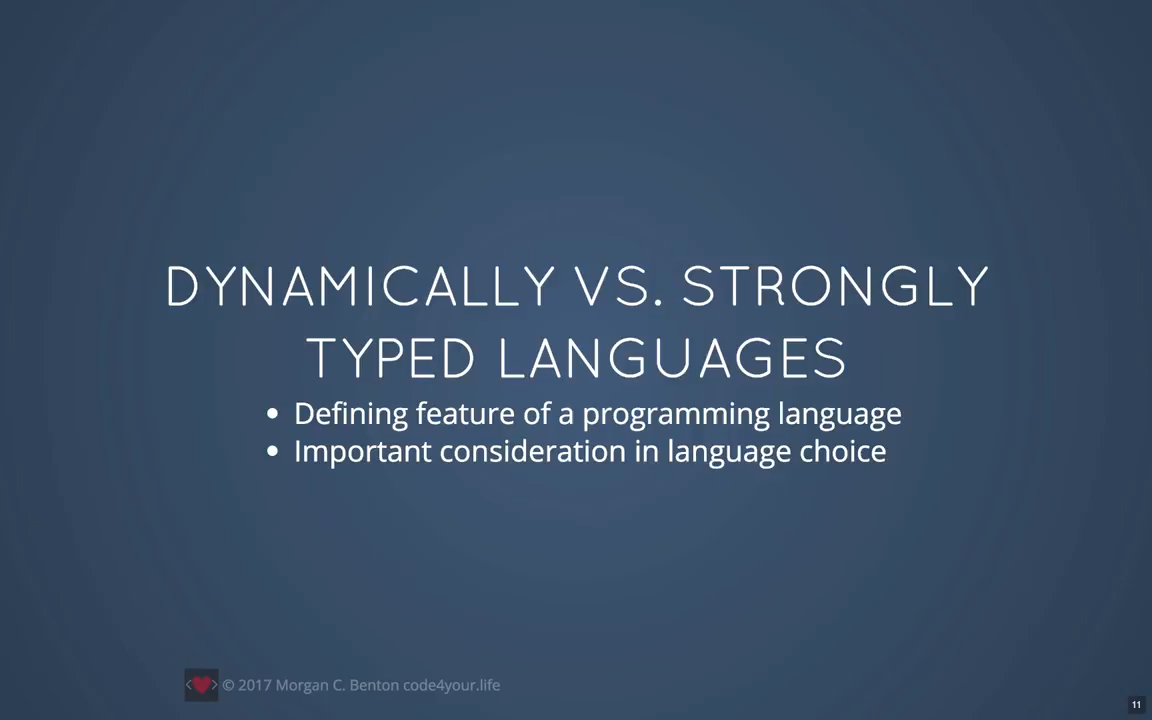 DYNAMICALLY VS. STRONGLY
TYPED LANGUAGES
• Defining feature of a programming language
• Important consideration in language choice
<❤> © 2017 Morgan C. Benton code4your.life
11